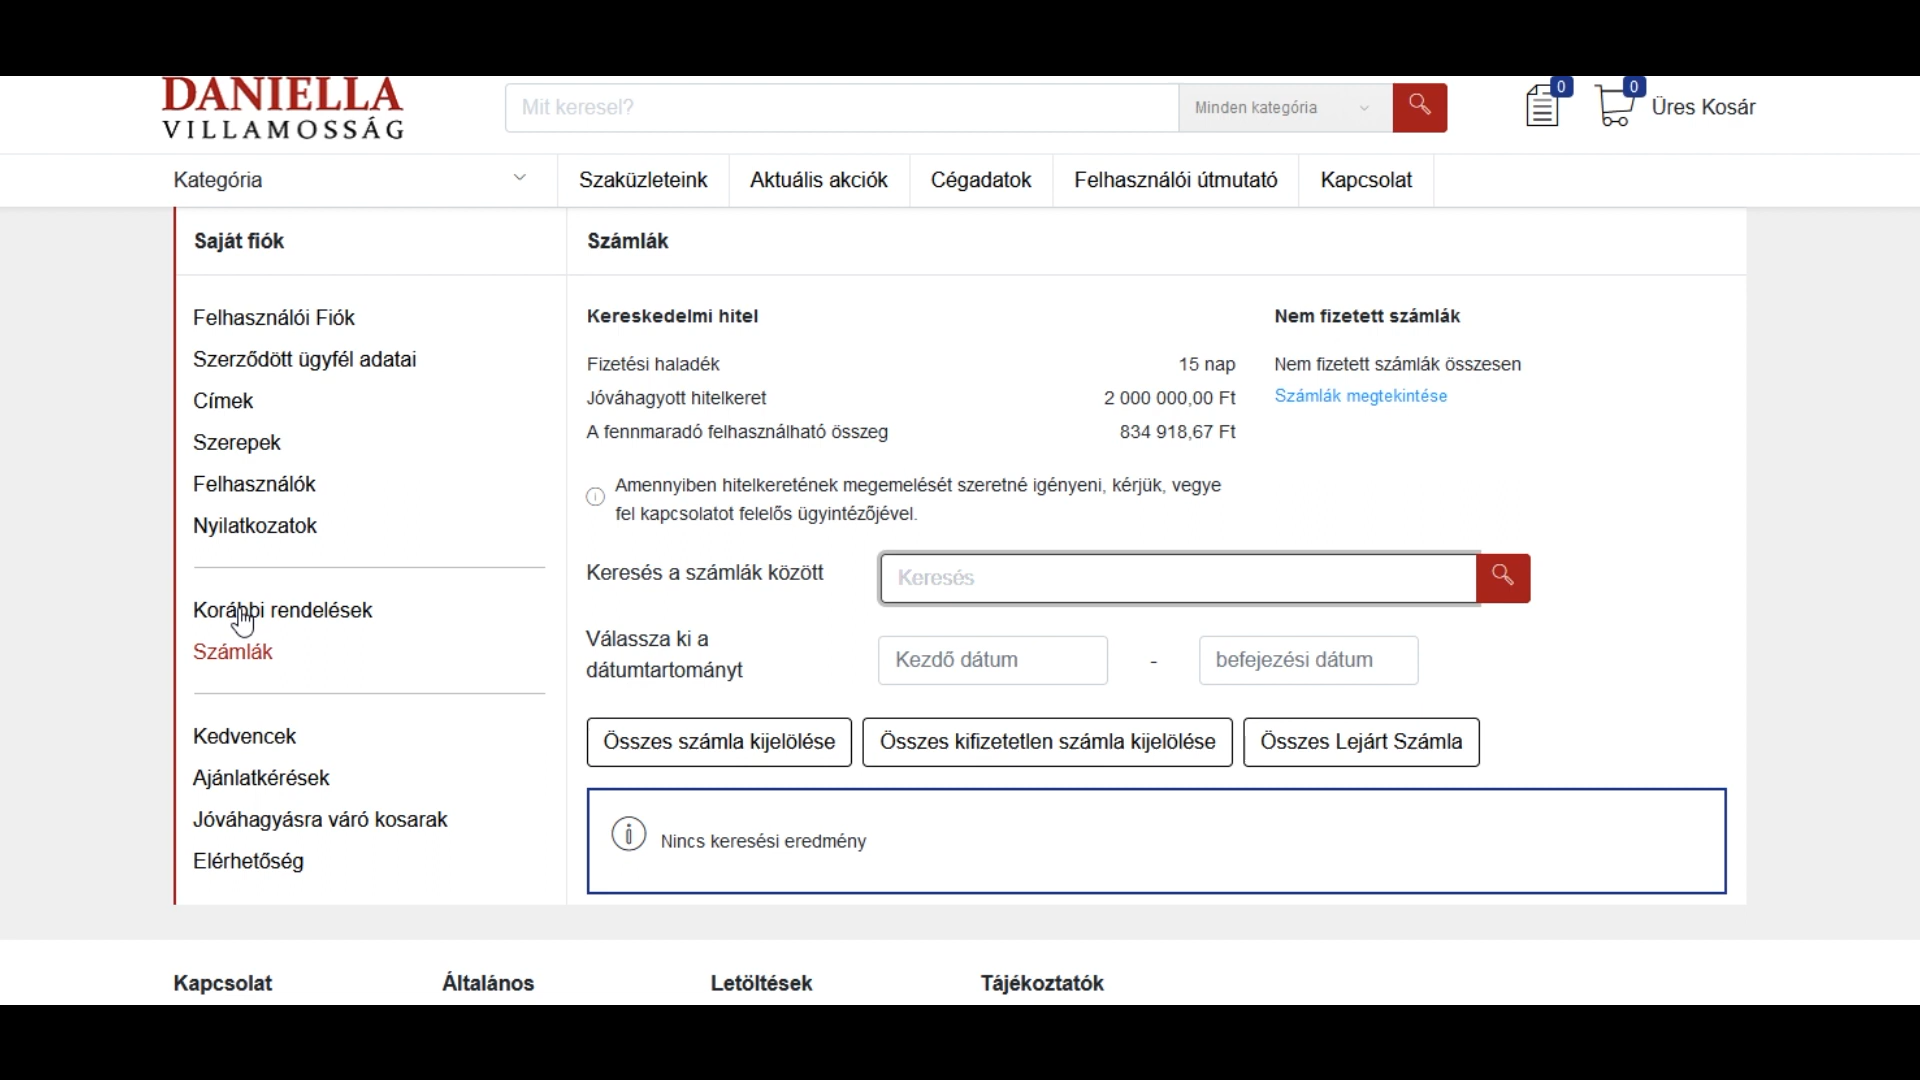 DANIELLA
VILLAMOSSÁG
Mit keresel?
Minden kategória
0
0
Üres Kosár
Kategória
Szaküzleteink
Aktuális akciók
Cégadatok
Felhasználói útmutató
Kapcsolat
Saját fiók
Felhasználói Fiók
Szerződött ügyfél adatai
Címek
Szerepek
Felhasználók
Nyilatkozatok
Korábbi rendelések
Számlák
Kedvencek
Ajánlatkérések
Jóváhagyásra váró kosarak
Elérhetőség
Számlák
Kereskedelmi hitel
Fizetési haladék 15 nap
Jóváhagyott hitelkeret 2 000 000,00 Ft
A fennmaradó felhasználható összeg 834 918,67 Ft
Nem fizetett számlák
Nem fizetett számlák összesen
Számlák megtekintése
Amennyiben hitelkeretének megemelését szeretné igényeni, kérjük, vegye
fel kapcsolatot felelős ügyintézőjével.
Keresés a számlák között
Keresés
Válassza ki a
dátumtartományt
Kezdő dátum
-
befejezési dátum
Összes számla kijelölése
Összes kifizetetlen számla kijelölése
Összes Lejárt Számla
Nincs keresési eredmény
Kapcsolat
Általános
Letöltések
Tájékoztatók